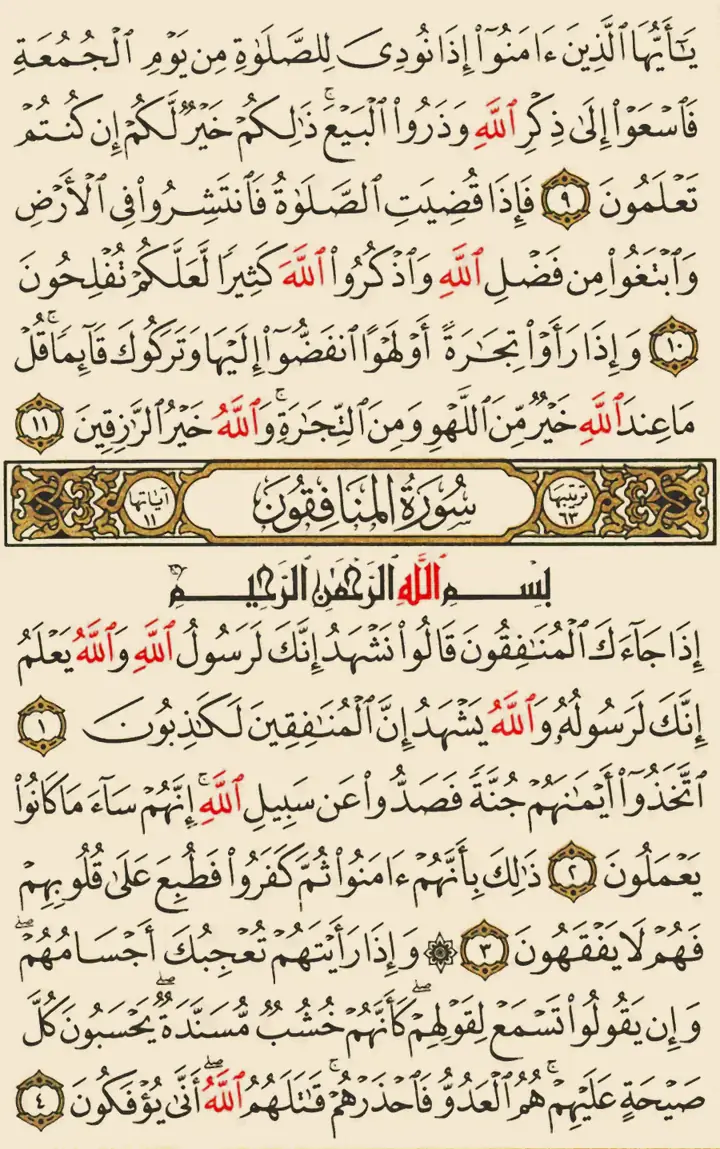 يَٰٓأَيُّهَا ٱلَّذِينَ ءَامَنُوٓا۟ إِذَا نُودِىَ لِلصَّلَوٰةِ مِن يَوْمِ ٱلْجُمُعَةِ
فَٱسْعَوْا۟ إِلَىٰ ذِكْرِ ٱللَّهِ وَذَرُوا۟ ٱلْبَيْعَ ۚ ذَٰلِكُمْ خَيْرٌ لَّكُمْ إِن كُنتُمْ
تَعْلَمُونَ ٩ فَإِذَا قُضِيَتِ ٱلصَّلَوٰةُ فَٱنتَشِرُوا۟ فِى ٱلْأَرْضِ
وَٱبْتَغُوا۟ مِن فَضْلِ ٱللَّهِ وَٱذْكُرُوا۟ ٱللَّهَ كَثِيرًا لَّعَلَّكُمْ تُفْلِحُونَ
١٠ وَإِذَا رَأَوْا۟ تِجَٰرَةً أَوْ لَهْوًا ٱنفَضُّوٓا۟ إِلَيْهَا وَتَرَكُوكَ قَآئِمًا ۚ قُلْ
مَا عِندَ ٱللَّهِ خَيْرٌ مِّنَ ٱللَّهْوِ وَمِنَ ٱلتِّجَٰرَةِ ۚ وَٱللَّهُ خَيْرُ ٱلرَّٰزِقِينَ ١١
ترتيبها ٦٣ سُورَةُ المُنَافِقُون آياتها ١١
بِسْمِ ٱللَّهِ ٱلرَّحْمَٰنِ ٱلرَّحِيمِ
إِذَا جَآءَكَ ٱلْمُنَٰفِقُونَ قَالُوا۟ نَشْهَدُ إِنَّكَ لَرَسُولُ ٱللَّهِ وَٱللَّهُ يَعْلَمُ
إِنَّكَ لَرَسُولُهُۥ وَٱللَّهُ يَشْهَدُ إِنَّ ٱلْمُنَٰفِقِينَ لَكَٰذِبُونَ ١
ٱتَّخَذُوٓا۟ أَيْمَٰنَهُمْ جُنَّةً فَصَدُّوا۟ عَن سَبِيلِ ٱللَّهِ ۚ إِنَّهُمْ سَآءَ مَا كَانُوا۟
يَعْمَلُونَ ٢ ذَٰلِكَ بِأَنَّهُمْ ءَامَنُوا۟ ثُمَّ كَفَرُوا۟ فَطُبِعَ عَلَىٰ قُلُوبِهِمْ
فَهُمْ لَا يَفْقَهُونَ ٣ ۞ وَإِذَا رَأَيْتَهُمْ تُعْجِبُكَ أَجْسَامُهُمْ ۖ
وَإِن يَقُولُوا۟ تَسْمَعْ لِقَوْلِهِمْ ۖ كَأَنَّهُمْ خُشُبٌ مُّسَنَّدَةٌ ۖ يَحْسَبُونَ كُلَّ
صَيْحَةٍ عَلَيْهِمْ ۚ هُمُ ٱلْعَدُوُّ فَٱحْذَرْهُمْ ۚ قَٰتَلَهُمُ ٱللَّهُ ۖ أَنَّىٰ يُؤْفَكُونَ ٤